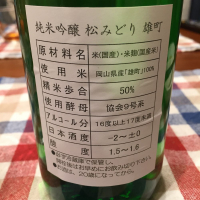 純米吟醸 松みどり 雄町
原材料名 米(国産)・米麹(国産米)
使用米 岡山県産「雄町」100%
精米歩合 50%
使用酵母 協会9号系
アルコール分 16度以上17度未満
日本酒度 −2~±0
酸度 1.5~1.6